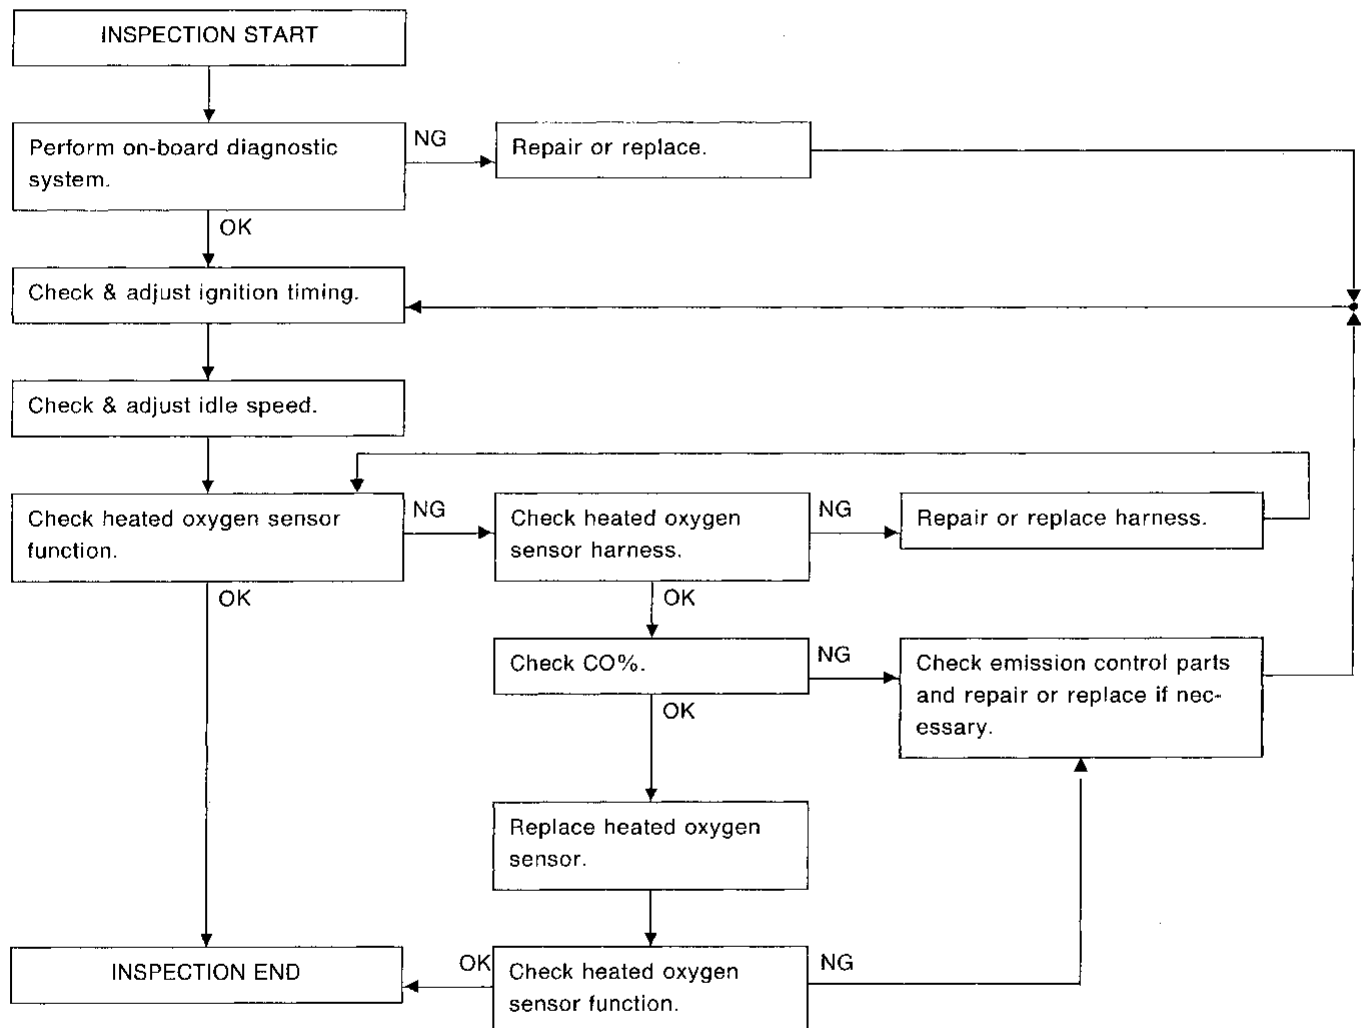 INSPECTION START
Perform on-board diagnostic
system.
NG
Repair or replace.
OK
Check & adjust ignition timing.
Check & adjust idle speed.
Check heated oxygen sensor
function.
NG
Check heated oxygen
sensor harness.
NG
Repair or replace harness.
OK
OK
Check CO%.
NG
Check emission control parts
and repair or replace if nec-
essary.
OK
Replace heated oxygen
sensor.
INSPECTION END
OK
Check heated oxygen
sensor function.
NG